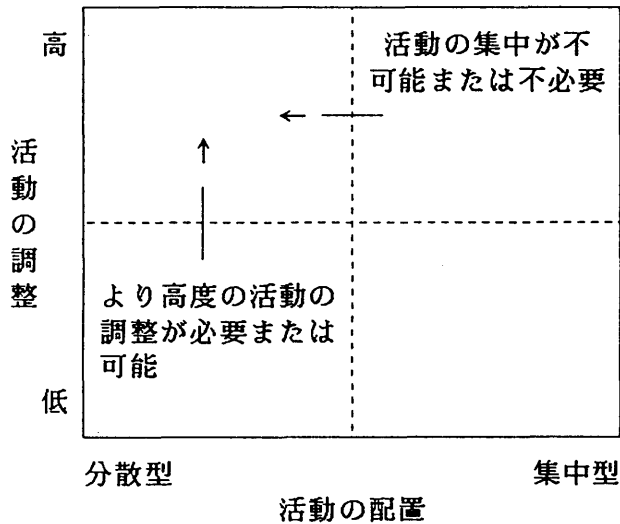 高
活動の集中が不
可能または不必要
活動の調整
より高度の活動の
調整が必要または
可能
低
分散型
集中型
活動の配置